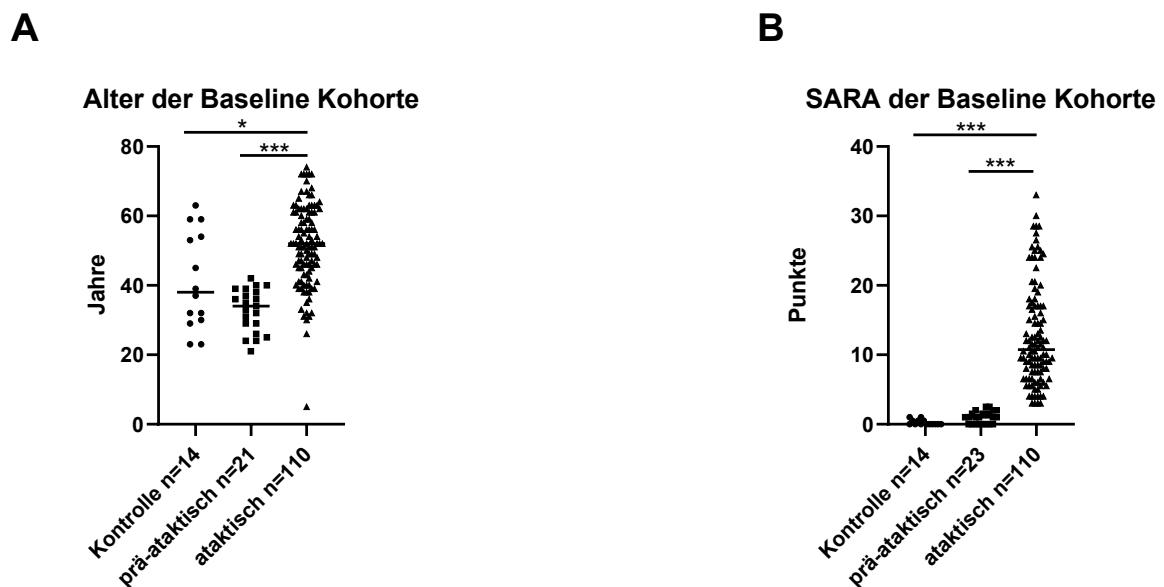 A
Alter der Baseline Kohorte
*
***
80
60
40
20
0
Jahre
Kontrolle n=14
prä-ataktisch n=21
ataktisch n=110
B
SARA der Baseline Kohorte
***
***
40
30
20
10
0
Punkte
Kontrolle n=14
prä-ataktisch n=23
ataktisch n=110